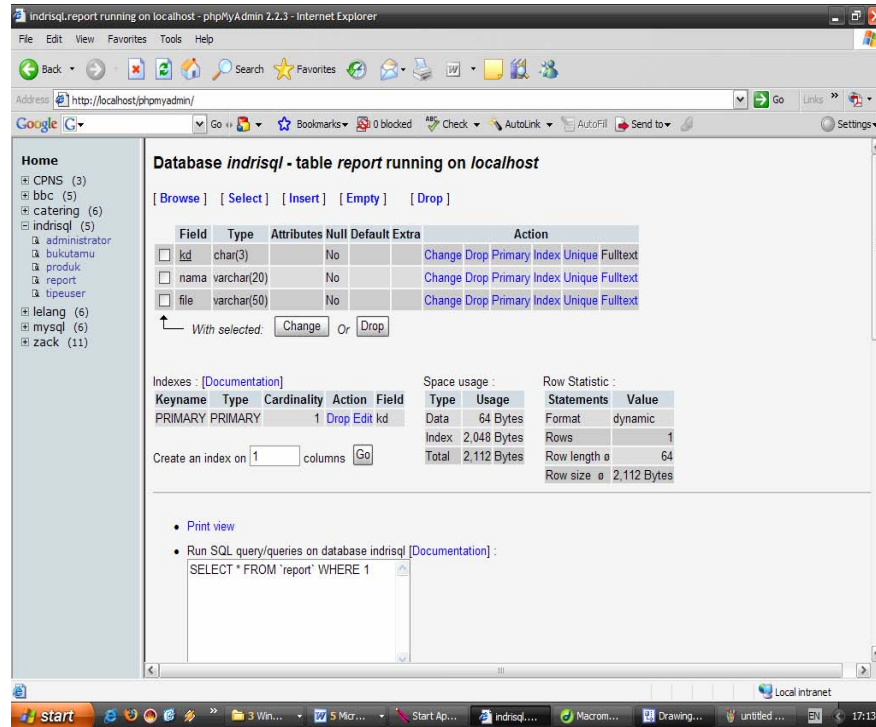 indrisql.report running on localhost - phpMyAdmin 2.2.3 - Internet Explorer
File Edit View Favorites Tools Help
Back Search Favorites
Address http://localhost/phpmyadmin/ Go Links »
Google G Go Bookmarks 0 blocked ABC Check AutoLink AutoFill Send to Settings
Home
CPNS (3)
bbc (5)
catering (6)
indrisql (5)
administrator
bukutamu
produk
report
tipeuser
lelang (6)
mysql (6)
zack (11)
Database indrisql - table report running on localhost
[ Browse ] [ Select ] [ Insert ] [ Empty ] [ Drop ]
Field Type Attributes Null Default Extra Action
kd char(3) No Change Drop Primary Index Unique Fulltext
nama varchar(20) No Change Drop Primary Index Unique Fulltext
file varchar(50) No Change Drop Primary Index Unique Fulltext
With selected: Change Or Drop
Indexes : [Documentation]
Keyname Type Cardinality Action Field
PRIMARY PRIMARY 1 Drop Edit kd
Create an index on 1 columns Go
Space usage :
Type Usage
Data 64 Bytes
Index 2,048 Bytes
Total 2,112 Bytes
Row Statistic :
Statements Value
Format dynamic
Rows 1
Row length ø 64
Row size ø 2,112 Bytes
Print view
Run SQL query/queries on database indrisql [Documentation] :
SELECT * FROM `report` WHERE 1
Local intranet
start » 3 Win... 5 Micr... Start Ap... indrisql.... Macrom... Drawing... untitled ... EN 17:13